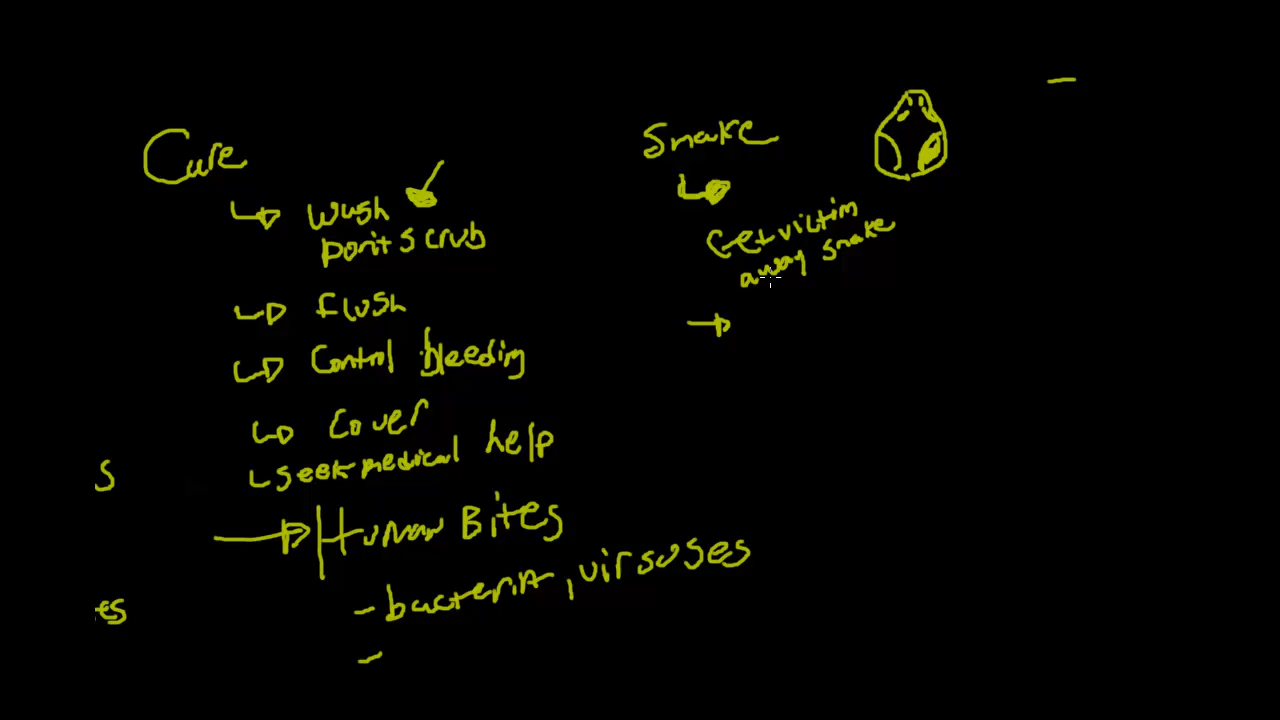 Care
wash
Don't scrub
flush
Control bleeding
Cover
seek medical help
Human Bites
- bacteria, virsuses
-
s
es
Snake
Get victim
away snake